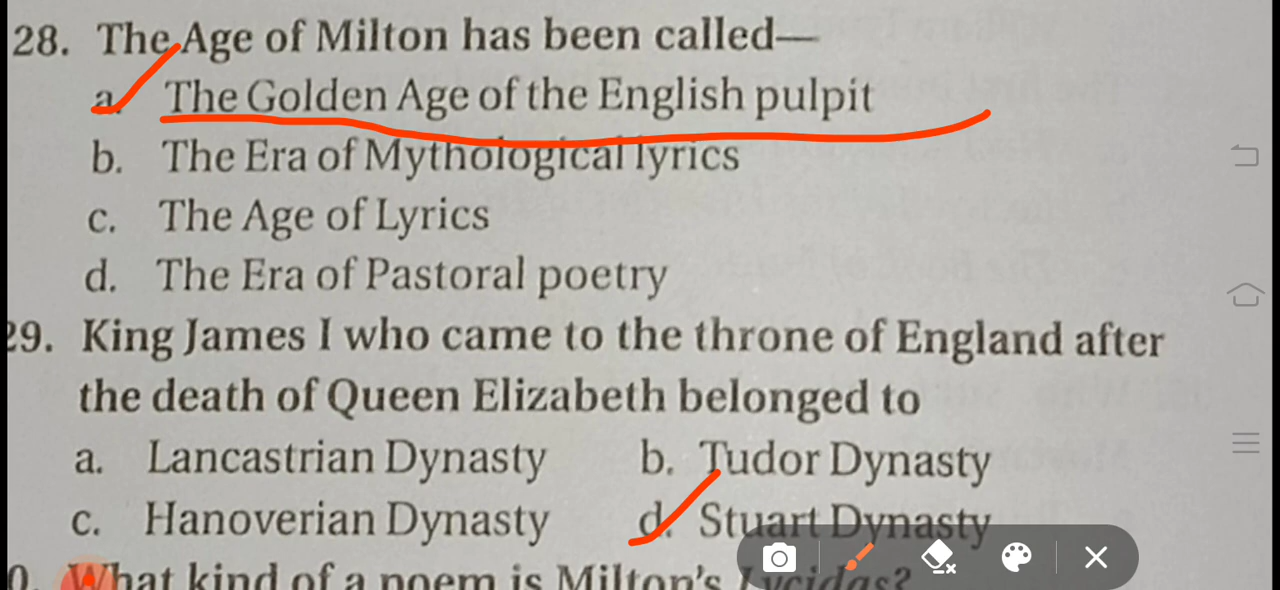 28. The Age of Milton has been called—
a. The Golden Age of the English pulpit
b. The Era of Mythological lyrics
c. The Age of Lyrics
d. The Era of Pastoral poetry
29. King James I who came to the throne of England after
the death of Queen Elizabeth belonged to
a. Lancastrian Dynasty b. Tudor Dynasty
c. Hanoverian Dynasty d. Stuart Dynasty
0. What kind of a poem is Milton's Lycidas?